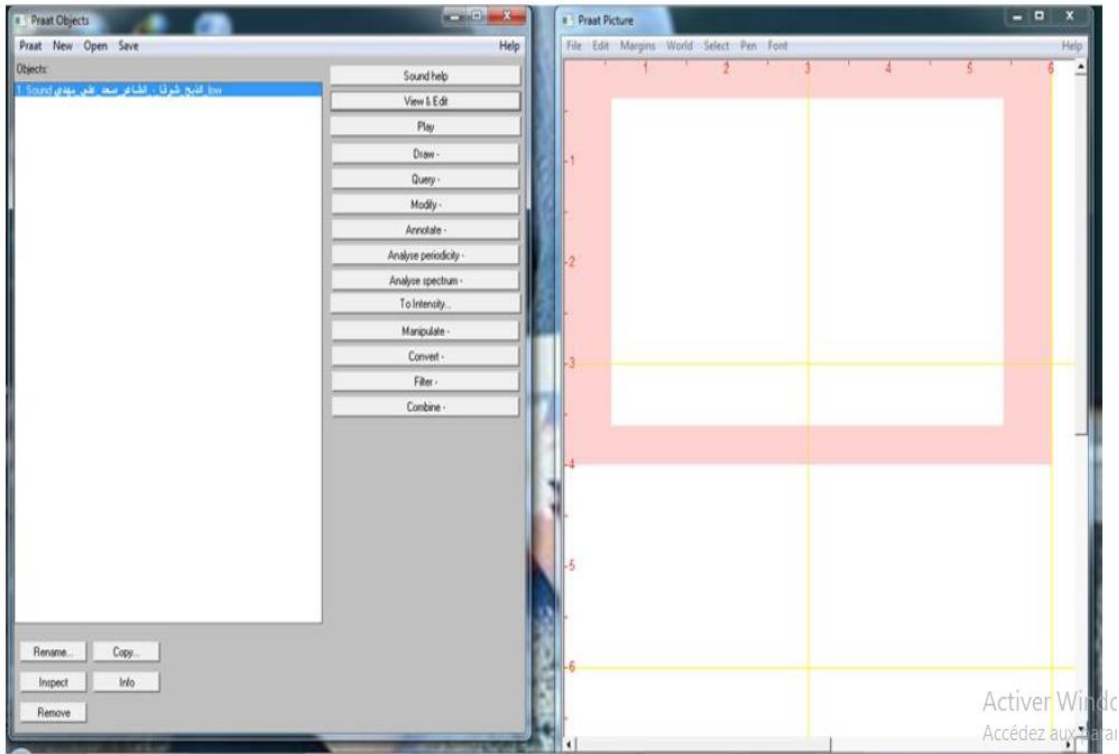 Praat Objects
Praat New Open Save Help
Objects:
1. Sound الذبح_شوقا_-_الشاعر_سعد_علي_مهدي_low
Sound help
View & Edit
Play
Draw -
Query -
Modify -
Annotate -
Analyse periodicity -
Analyse spectrum -
To Intensity...
Manipulate -
Convert -
Filter -
Combine -
Rename...
Copy...
Inspect
Info
Remove
Praat Picture
File Edit Margins World Select Pen Font Help
1 2 3 4 5 6
1
2
3
4
5
6
Activer Windo
Accédez aux para